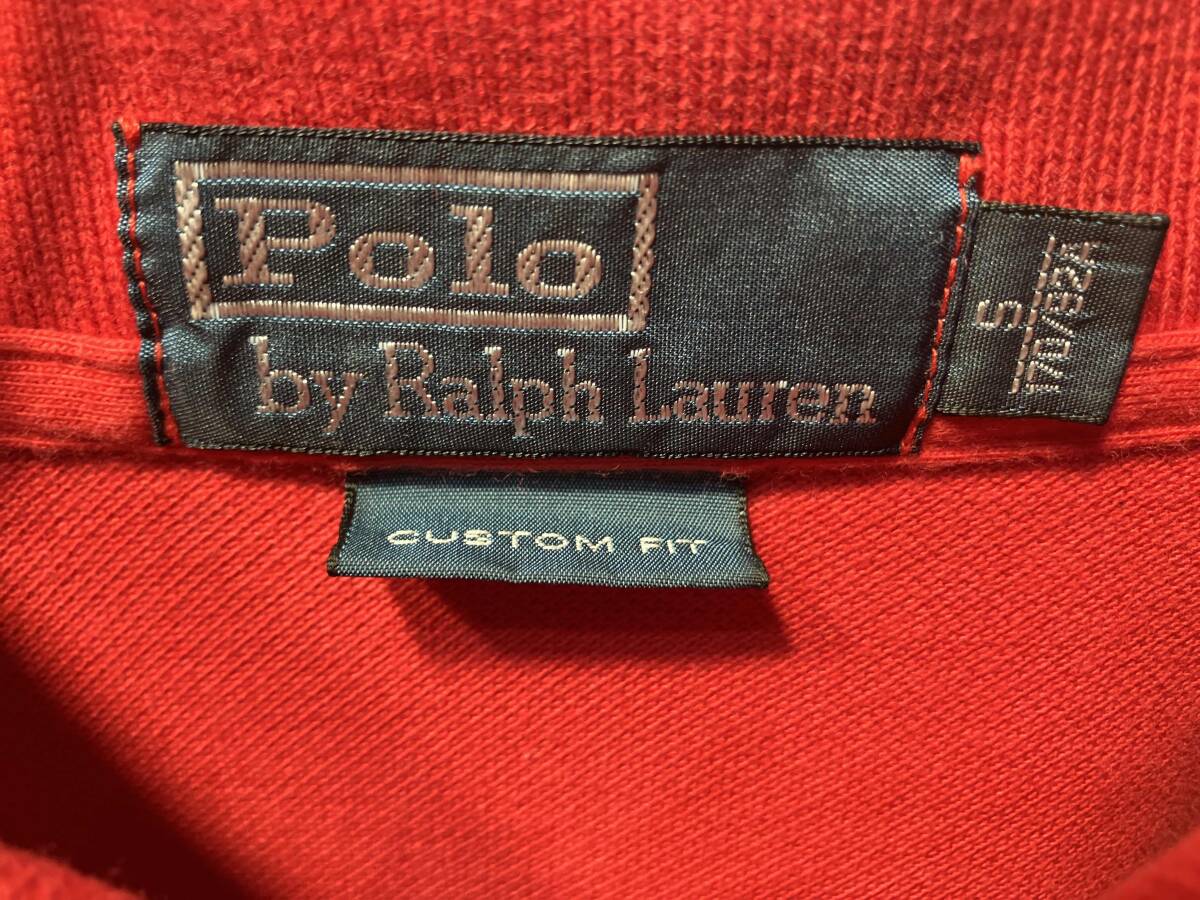 Polo
by Ralph Lauren
S
170/92A
CUSTOM FIT